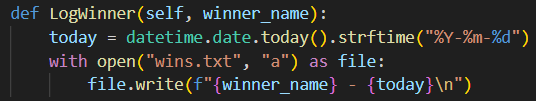 def LogWinner(self, winner_name):
    today = datetime.date.today().strftime("%Y-%m-%d")
    with open("wins.txt", "a") as file:
        file.write(f"{winner_name} - {today}\n")